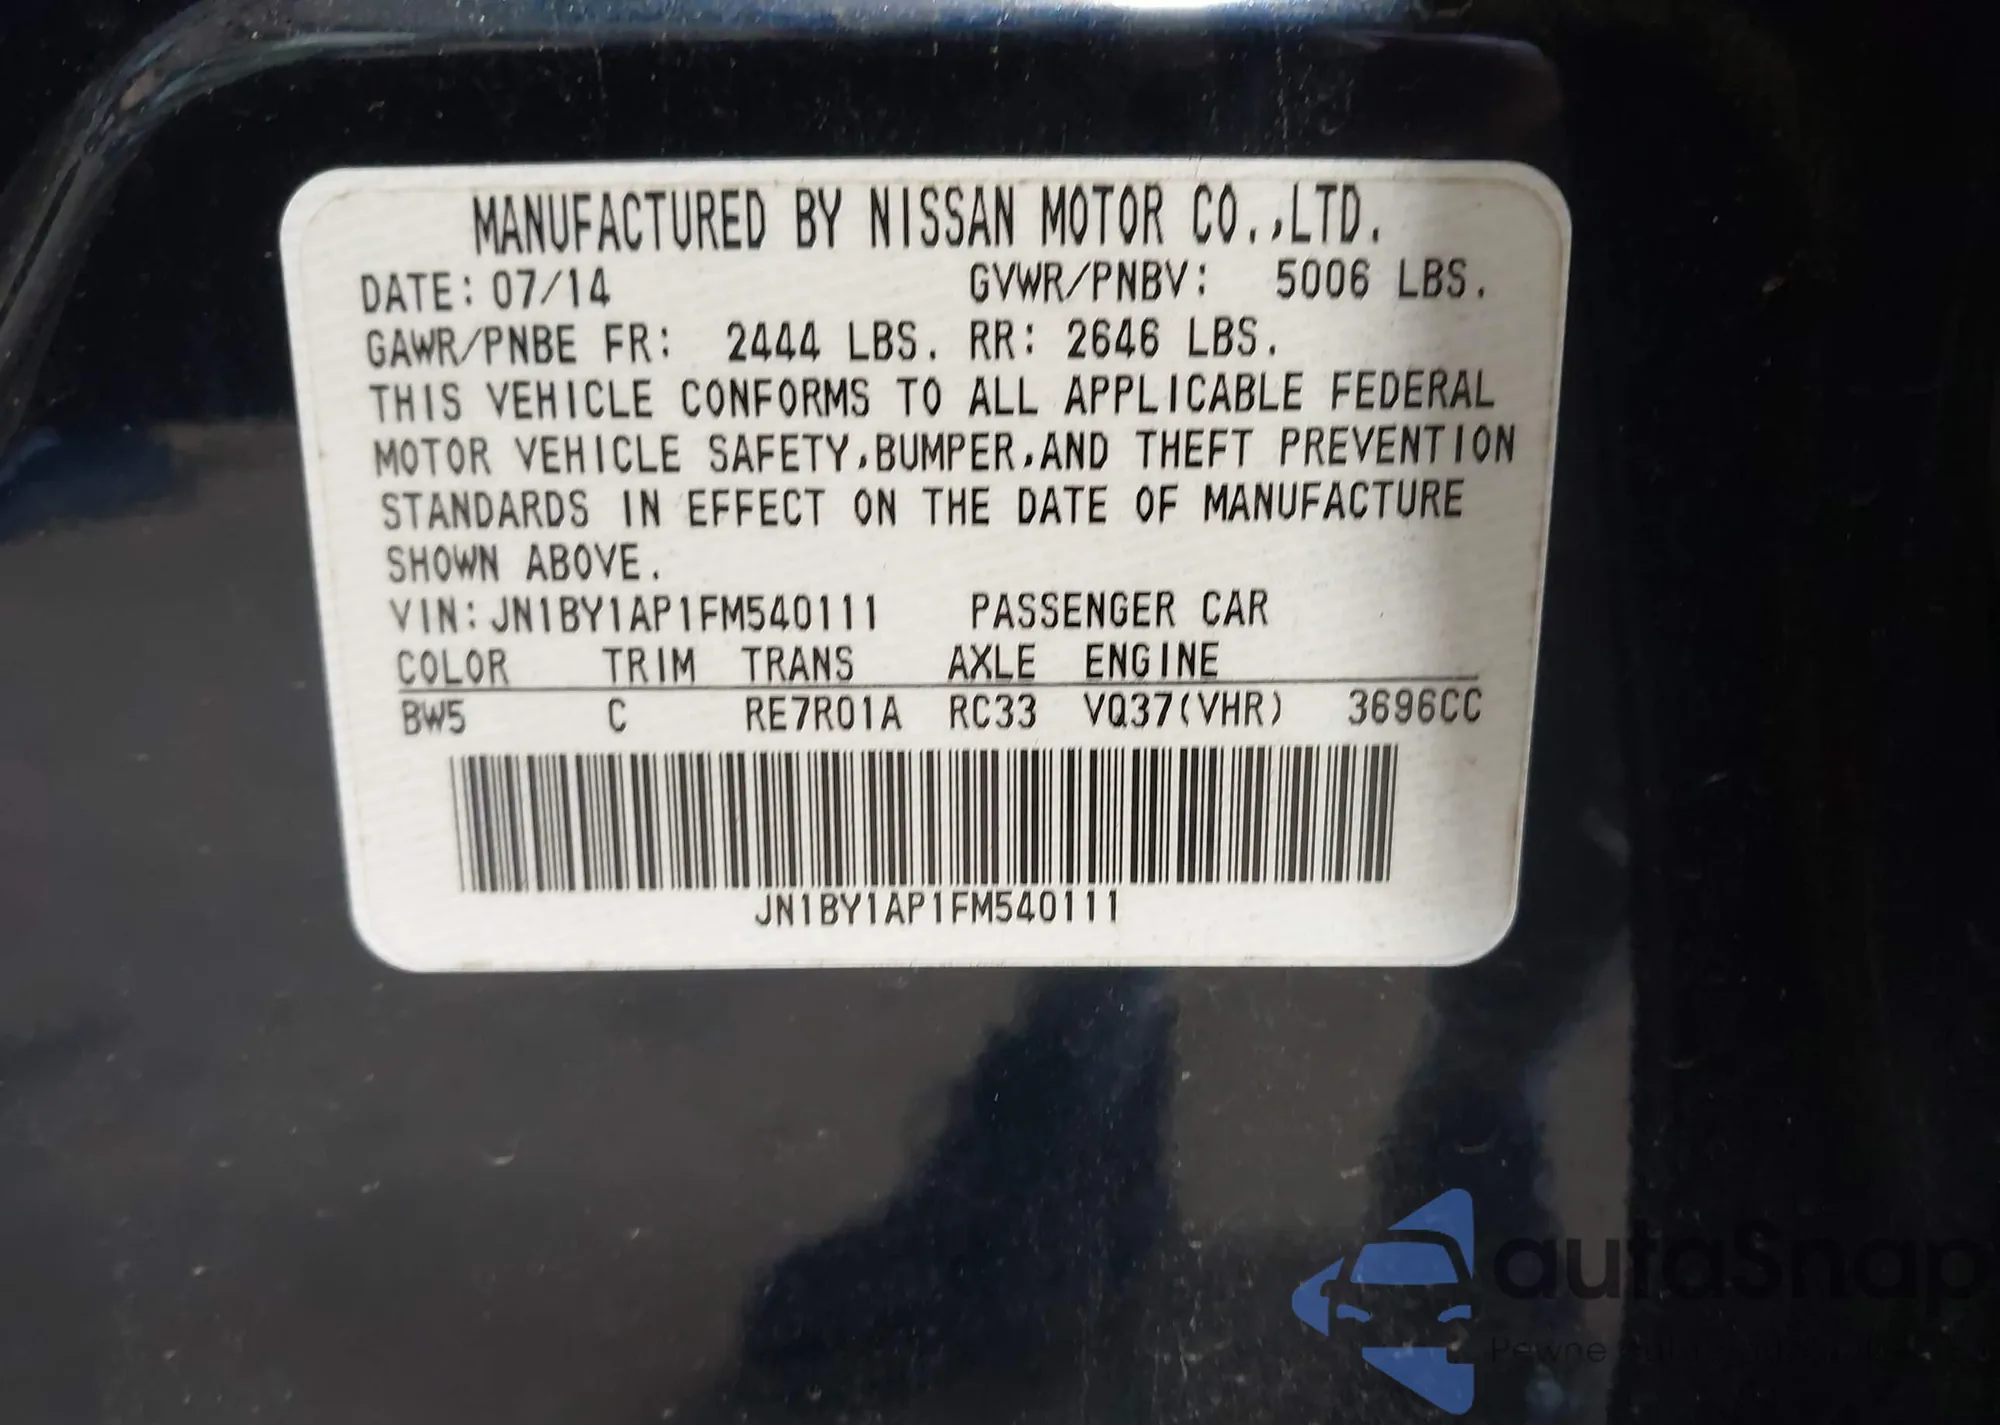 MANUFACTURED BY NISSAN MOTOR CO.,LTD.
DATE: 07/14 GVWR/PNBV: 5006 LBS.
GAWR/PNBE FR: 2444 LBS. RR: 2646 LBS.
THIS VEHICLE CONFORMS TO ALL APPLICABLE FEDERAL
MOTOR VEHICLE SAFETY,BUMPER,AND THEFT PREVENTION
STANDARDS IN EFFECT ON THE DATE OF MANUFACTURE
SHOWN ABOVE.
VIN:JN1BY1AP1FM540111 PASSENGER CAR
COLOR TRIM TRANS AXLE ENGINE
BW5 C RE7R01A RC33 VQ37(VHR) 3696CC
JN1BY1AP1FM540111
autaSnap
Pewne